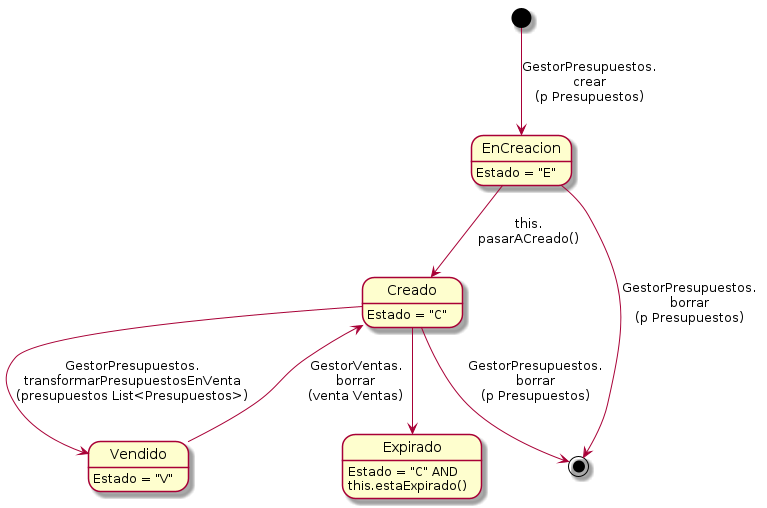 GestorPresupuestos.
crear
(p Presupuestos)
EnCreacion
Estado = "E"
this.
pasarACreado()
GestorPresupuestos.
borrar
(p Presupuestos)
Creado
Estado = "C"
GestorPresupuestos.
transformarPresupuestosEnVenta
(presupuestos List<Presupuestos>)
GestorVentas.
borrar
(venta Ventas)
GestorPresupuestos.
borrar
(p Presupuestos)
Vendido
Estado = "V"
Expirado
Estado = "C" AND
this.estaExpirado()